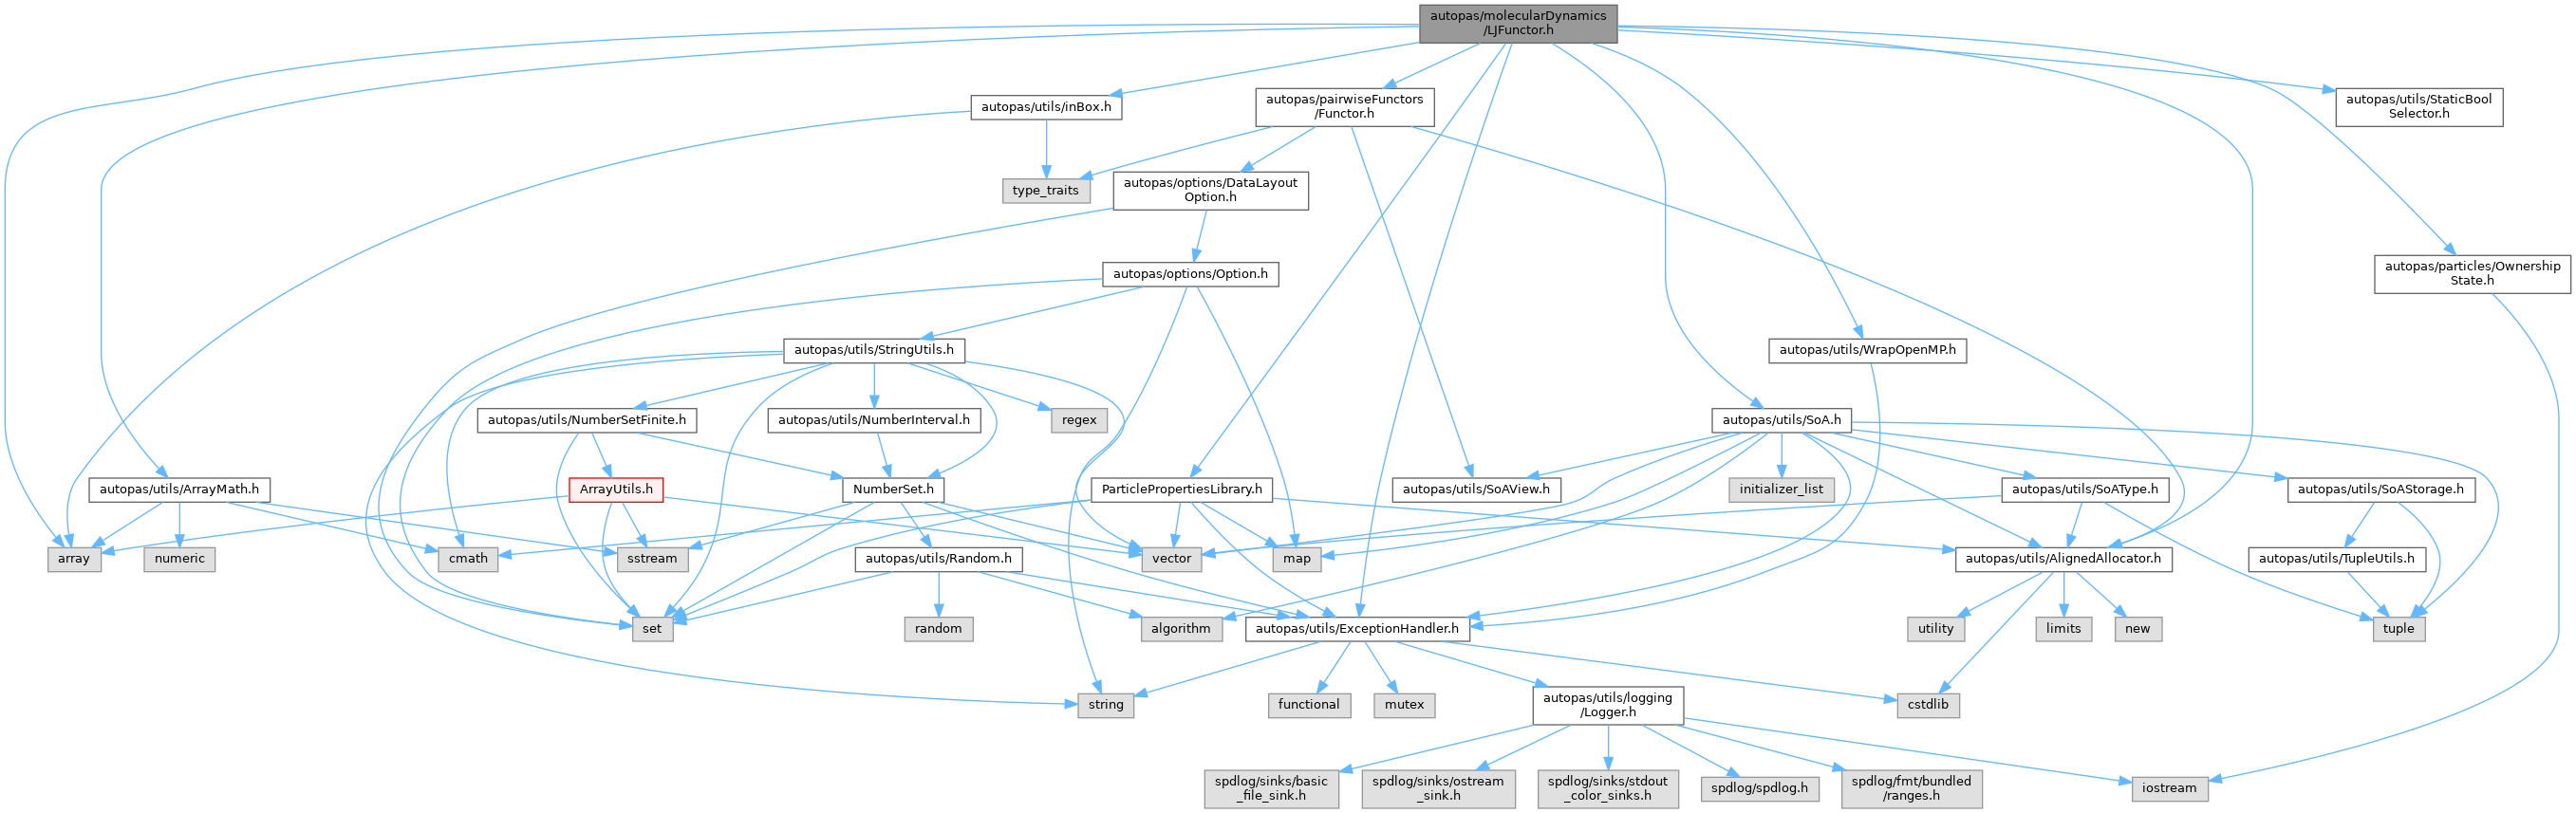 autopas/molecularDynamics
/LJFunctor.h
autopas/utils/inBox.h
autopas/pairwiseFunctors
/Functor.h
autopas/utils/StaticBool
Selector.h
type_traits
autopas/options/DataLayout
Option.h
autopas/options/Option.h
autopas/particles/Ownership
State.h
autopas/utils/StringUtils.h
autopas/utils/WrapOpenMP.h
autopas/utils/NumberSetFinite.h
autopas/utils/NumberInterval.h
regex
autopas/utils/SoA.h
autopas/utils/ArrayMath.h
ArrayUtils.h
NumberSet.h
ParticlePropertiesLibrary.h
autopas/utils/SoAView.h
initializer_list
autopas/utils/SoAType.h
autopas/utils/SoAStorage.h
array
numeric
cmath
sstream
autopas/utils/Random.h
vector
map
autopas/utils/AlignedAllocator.h
autopas/utils/TupleUtils.h
set
random
algorithm
autopas/utils/ExceptionHandler.h
utility
limits
new
tuple
string
functional
mutex
autopas/utils/logging
/Logger.h
cstdlib
spdlog/sinks/basic
_file_sink.h
spdlog/sinks/ostream
_sink.h
spdlog/sinks/stdout
_color_sinks.h
spdlog/spdlog.h
spdlog/fmt/bundled
/ranges.h
iostream